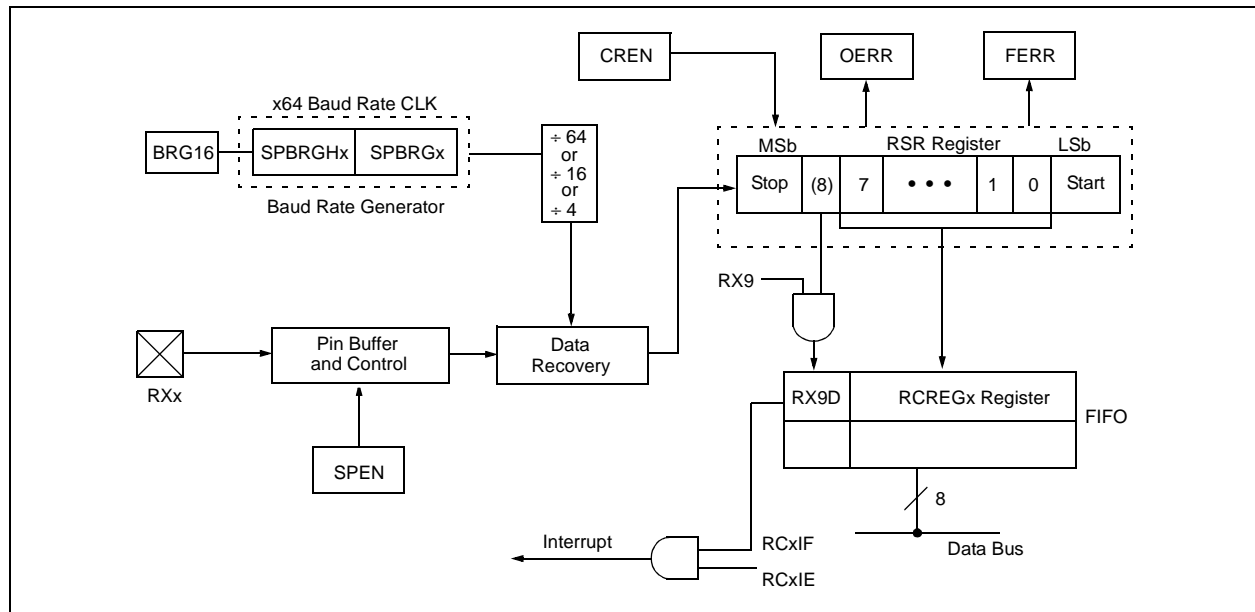 CREN
OERR
FERR
x64 Baud Rate CLK
BRG16
SPBRGHx
SPBRGx
Baud Rate Generator
÷ 64
or
÷ 16
or
÷ 4
MSb
RSR Register
LSb
Stop
(8)
7
• • •
1
0
Start
RX9
RXx
Pin Buffer
and Control
Data
Recovery
SPEN
RX9D
RCREGx Register
FIFO
8
Data Bus
Interrupt
RCxIF
RCxIE